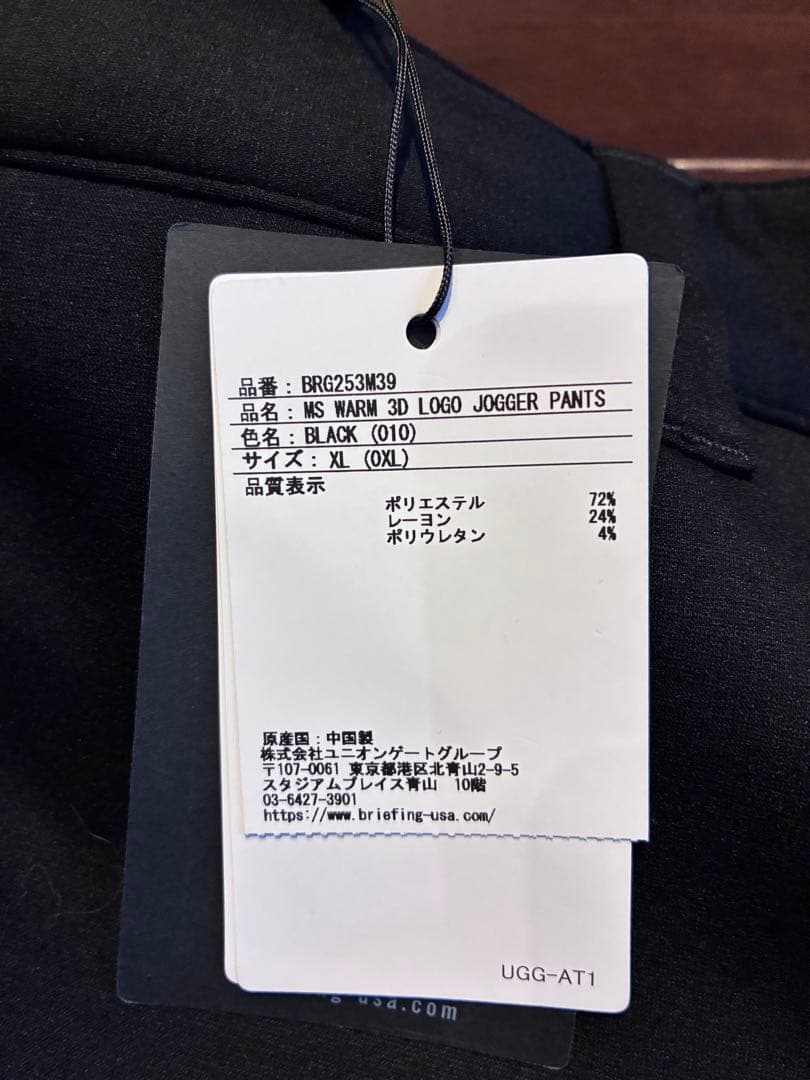 品番：BRG253M39
品名：MS WARM 3D LOGO JOGGER PANTS
色名：BLACK (010)
サイズ：XL (0XL)
品質表示
ポリエステル 72%
レーヨン 24%
ポリウレタン 4%
原産国：中国製
株式会社ユニオンゲートグループ
〒107-0061 東京都港区北青山2-9-5
スタジアムプレイス青山 10階
03-6427-3901
https://www.briefing-usa.com/
UGG-AT1
ng-usa.com